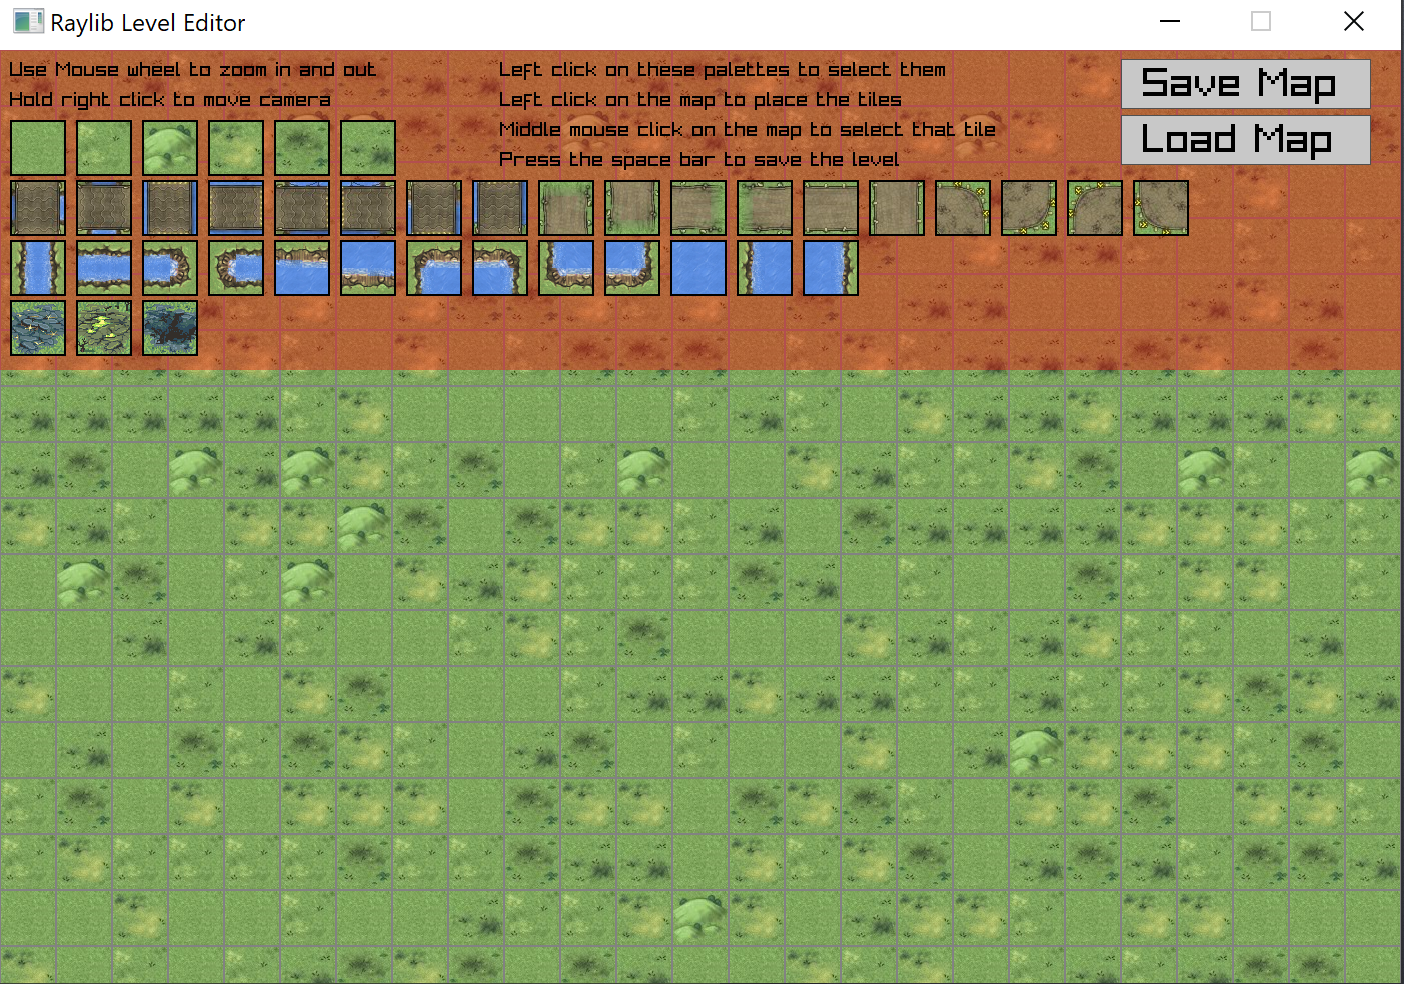 Raylib Level Editor
Use Mouse wheel to zoom in and out
Hold right click to move camera
Left click on these palettes to select them
Left click on the map to place the tiles
Middle mouse click on the map to select that tile
Press the space bar to save the level
Save Map
Load Map